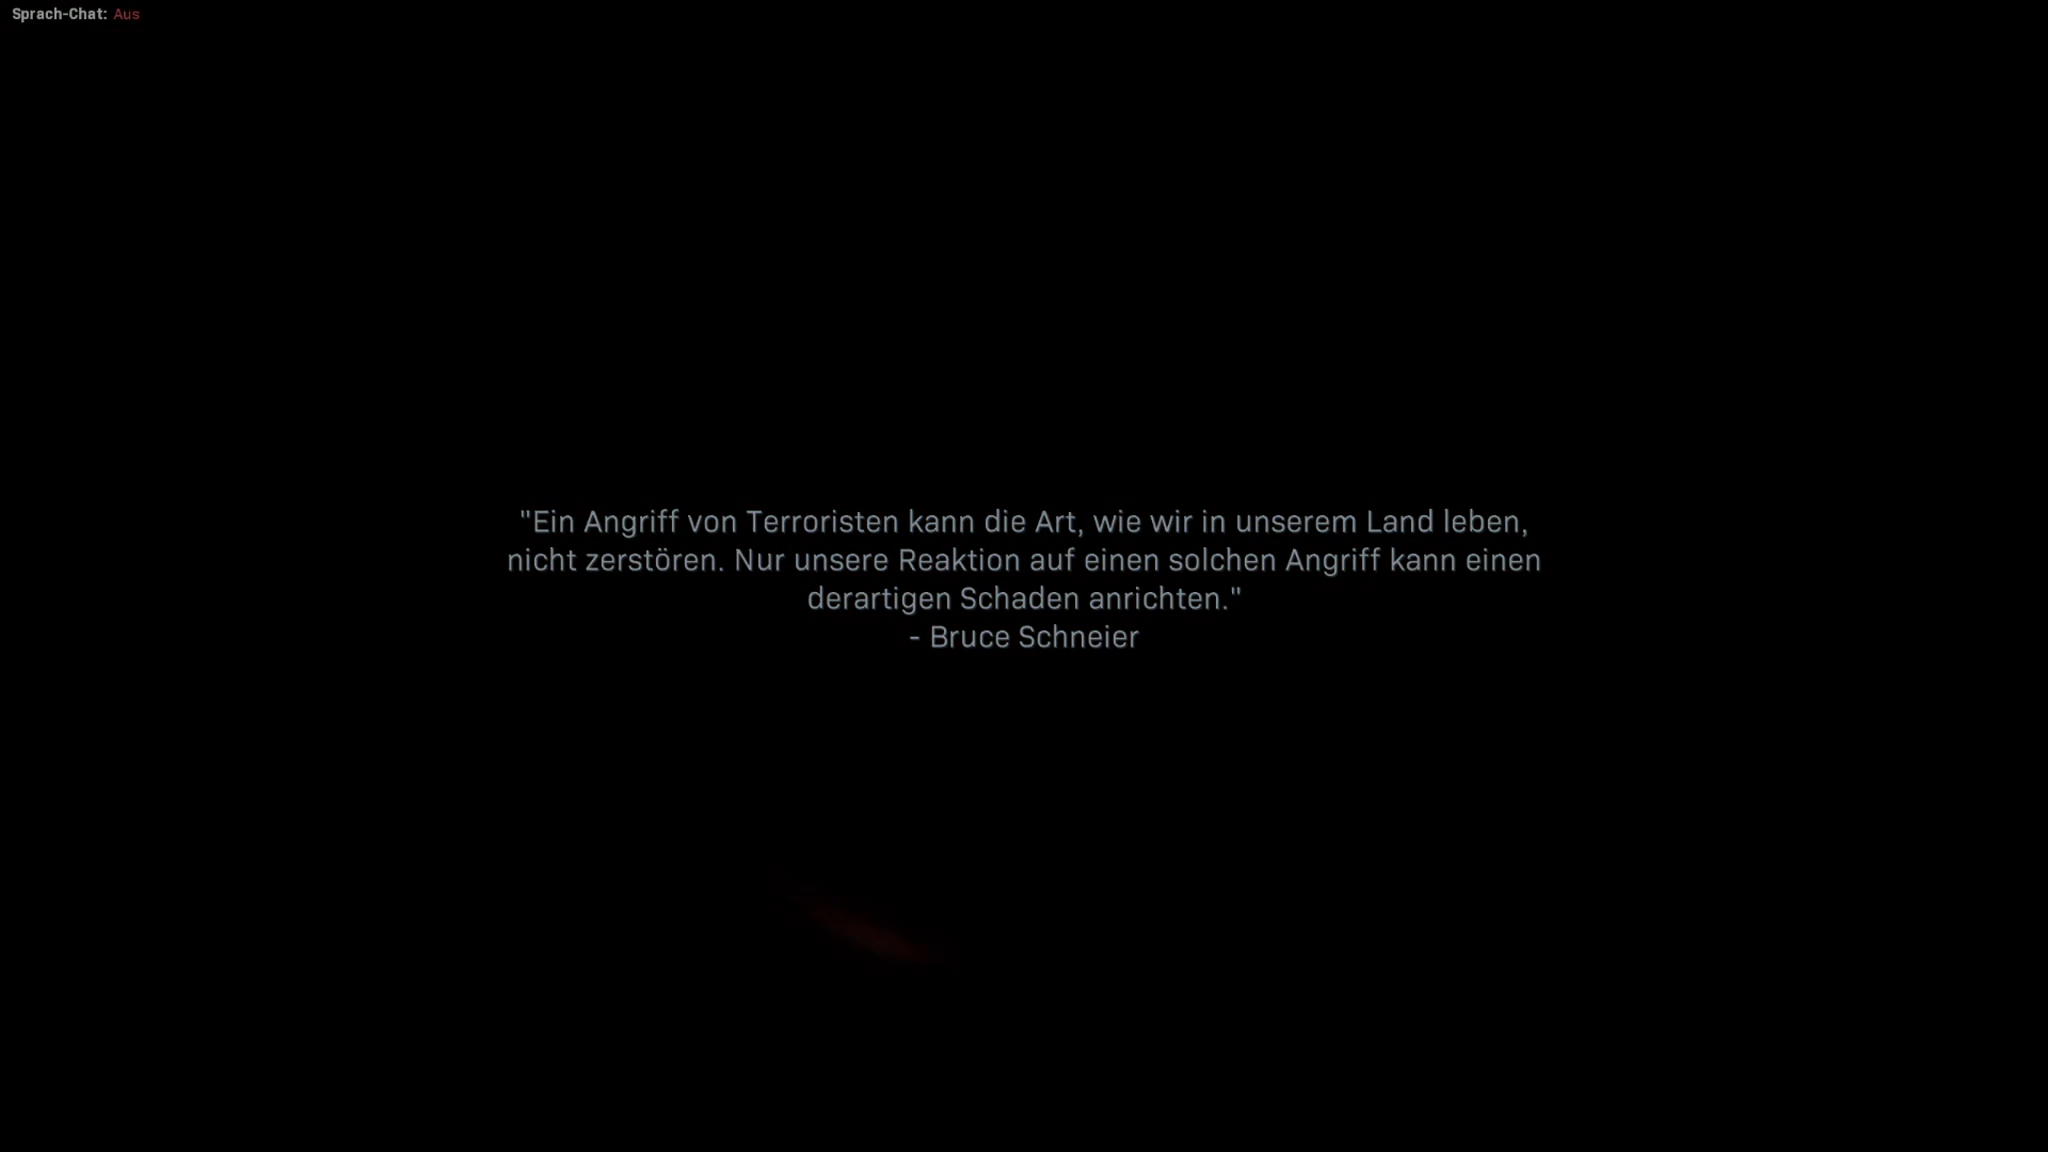 Sprach-Chat: Aus
"Ein Angriff von Terroristen kann die Art, wie wir in unserem Land leben,
nicht zerstören. Nur unsere Reaktion auf einen solchen Angriff kann einen
derartigen Schaden anrichten."
- Bruce Schneier